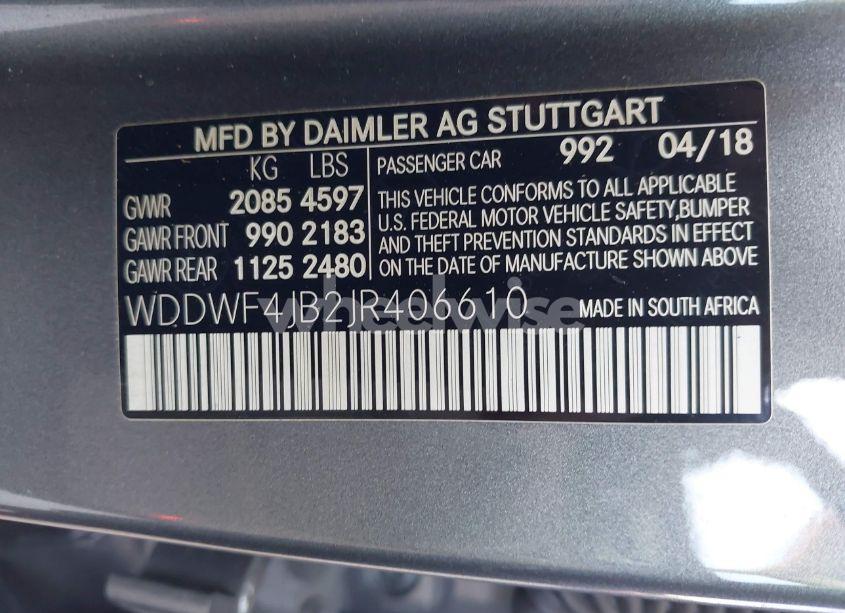 MFD BY DAIMLER AG STUTTGART
KG LBS
GVWR 2085 4597
GAWR FRONT 990 2183
GAWR REAR 1125 2480
PASSENGER CAR 992 04/18
THIS VEHICLE CONFORMS TO ALL APPLICABLE
U.S. FEDERAL MOTOR VEHICLE SAFETY,BUMPER
AND THEFT PREVENTION STANDARDS IN EFFECT
ON THE DATE OF MANUFACTURE SHOWN ABOVE
WDDWF4JB2JR406610 MADE IN SOUTH AFRICA
wheelwise